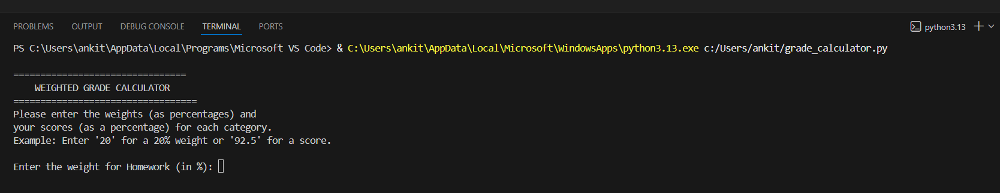 PROBLEMS OUTPUT DEBUG CONSOLE TERMINAL PORTS python3.13
PS C:\Users\ankit\AppData\Local\Programs\Microsoft VS Code> & C:\Users\ankit\AppData\Local\Microsoft\WindowsApps\python3.13.exe c:/Users/ankit/grade_calculator.py
================================
WEIGHTED GRADE CALCULATOR
==================================
Please enter the weights (as percentages) and
your scores (as a percentage) for each category.
Example: Enter '20' for a 20% weight or '92.5' for a score.
Enter the weight for Homework (in %):